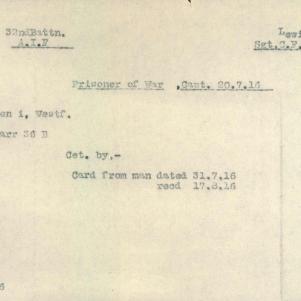 32ndBattn.
A.I.F
Lewi
Sgt.C.F.
Prisoner of War ,Capt. 20.7.16
en i, Westf.
arr 36 B
Cet. by,-
Card from man dated 31.7.16
recd 17.8.16
6